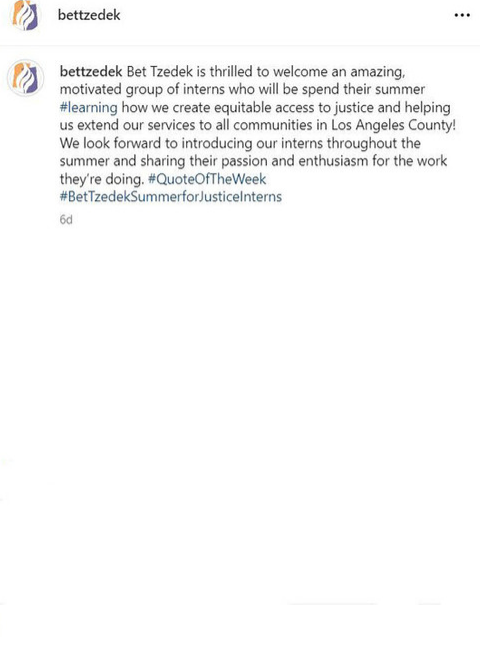 bettzedek
bettzedek Bet Tzedek is thrilled to welcome an amazing,
motivated group of interns who will be spend their summer
#learning how we create equitable access to justice and helping
us extend our services to all communities in Los Angeles County!
We look forward to introducing our interns throughout the
summer and sharing their passion and enthusiasm for the work
they're doing. #QuoteOfTheWeek
#BetTzedekSummerforJusticeInterns
6d